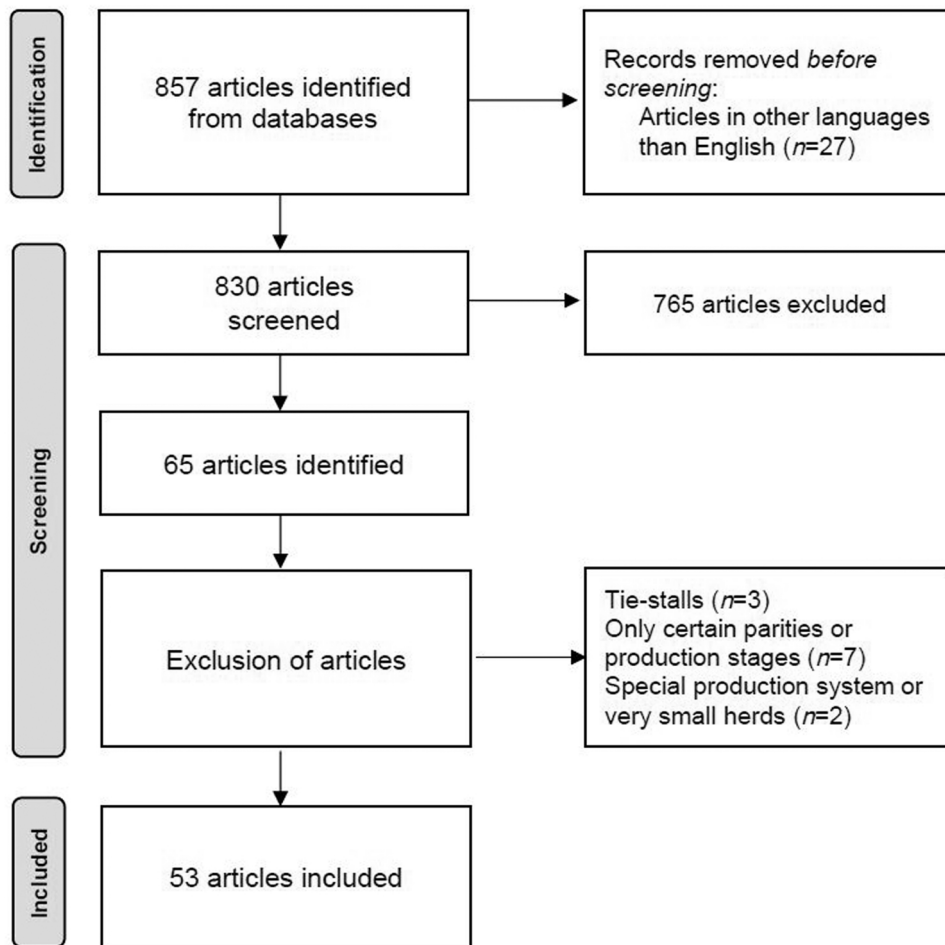 Identification
857 articles identified
from databases
Records removed before
screening:
Articles in other languages
than English (n=27)
Screening
830 articles
screened
765 articles excluded
65 articles identified
Exclusion of articles
Tie-stalls (n=3)
Only certain parities or
production stages (n=7)
Special production system or
very small herds (n=2)
Included
53 articles included